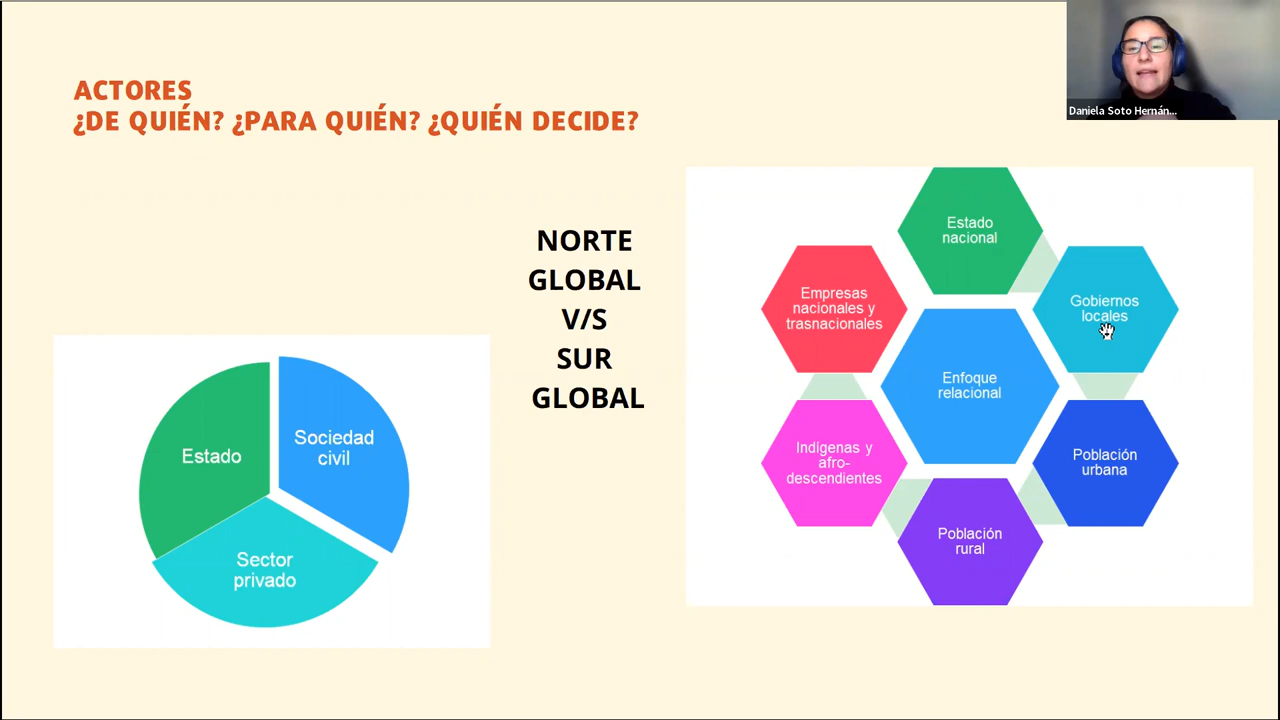 ACTORES
¿DE QUIÉN? ¿PARA QUIÉN? ¿QUIÉN DECIDE?
Daniela Soto Hernán...
NORTE
GLOBAL
V/S
SUR
GLOBAL
Estado
Sociedad
civil
Sector
privado
Estado
nacional
Gobiernos
locales
Población
urbana
Población
rural
Indígenas y
afro-
descendientes
Empresas
nacionales y
trasnacionales
Enfoque
relacional